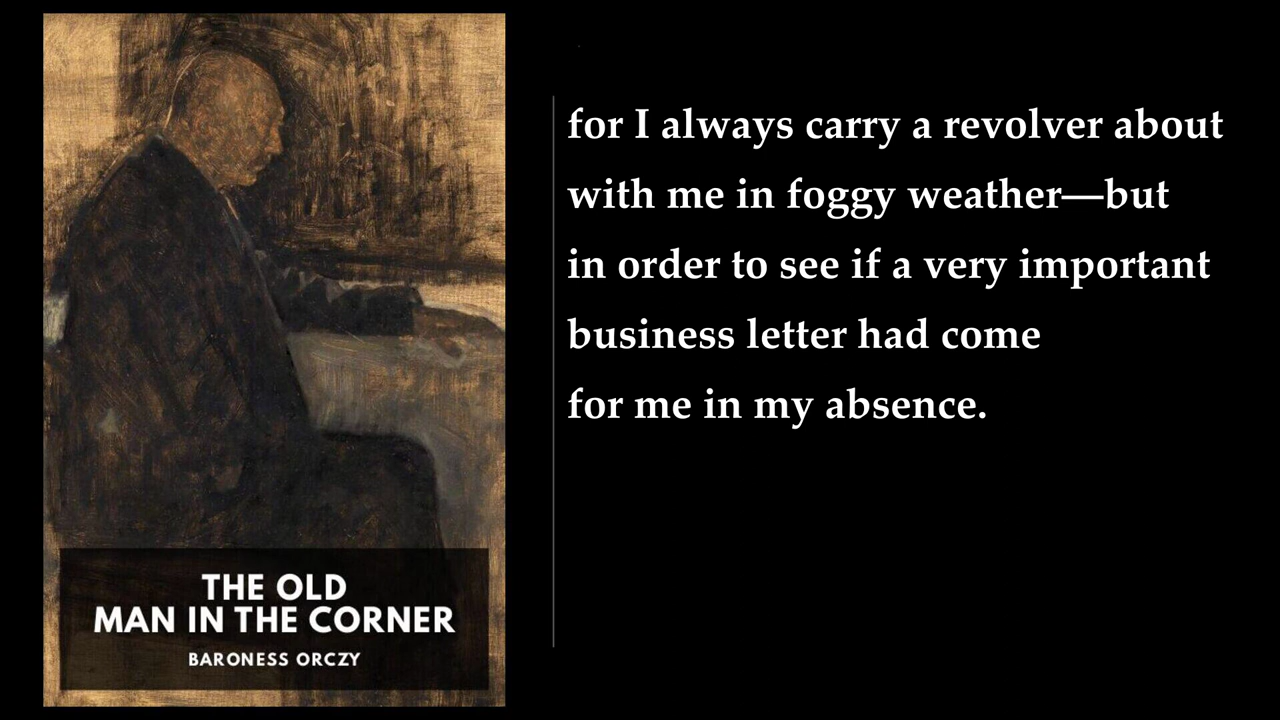 THE OLD
MAN IN THE CORNER
BARONESS ORCZY
for I always carry a revolver about
with me in foggy weather—but
in order to see if a very important
business letter had come
for me in my absence.